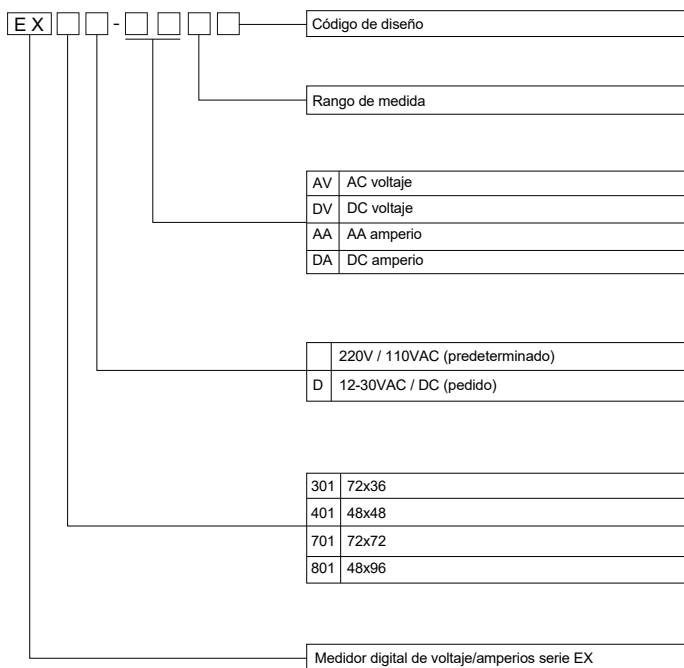 EX - Código de diseño
Rango de medida
AV AC voltaje
DV DC voltaje
AA AA amperio
DA DC amperio
220V / 110VAC (predeterminado)
D 12-30VAC / DC (pedido)
301 72x36
401 48x48
701 72x72
801 48x96
Medidor digital de voltaje/amperios serie EX